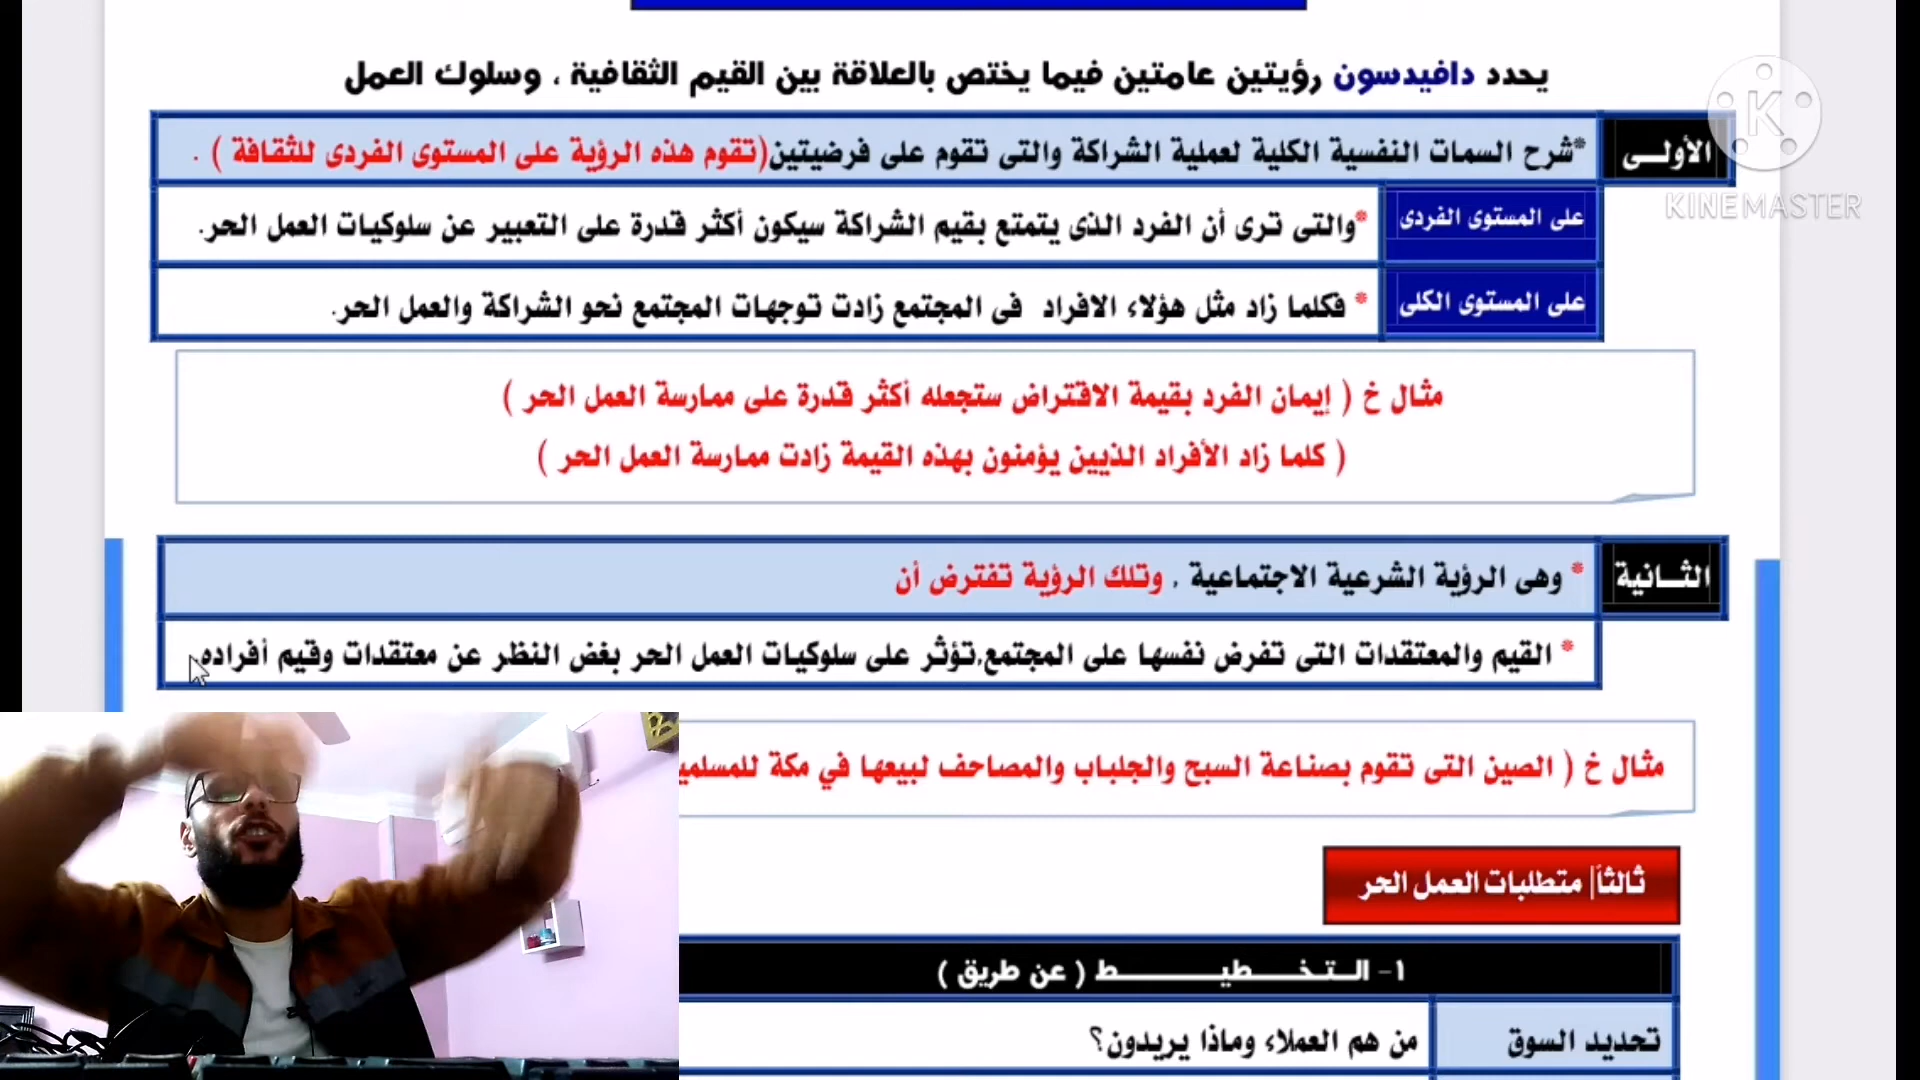 يحدد دافيدسون رؤيتين عامتين فيما يختص بالعلاقة بين القيم الثقافية ، وسلوك العمل
الأولـــى
*شرح السمات النفسية الكلية لعملية الشراكة والتى تقوم على فرضيتين(تقوم هذه الرؤية على المستوى الفردى للثقافة ) .
K
KINEMASTER
على المستوى الفردى
*والتى ترى أن الفرد الذى يتمتع بقيم الشراكة سيكون أكثر قدرة على التعبير عن سلوكيات العمل الحر.
على المستوى الكلى
* فكلما زاد مثل هؤلاء الافراد فى المجتمع زادت توجهات المجتمع نحو الشراكة والعمل الحر.
مثال خ ( إيمان الفرد بقيمة الاقتراض ستجعله أكثر قدرة على ممارسة العمل الحر )
( كلما زاد الأفراد الذيين يؤمنون بهذه القيمة زادت ممارسة العمل الحر )
الثـــانية
* وهى الرؤية الشرعية الاجتماعية ، وتلك الرؤية تفترض أن
* القيم والمعتقدات التى تفرض نفسها على المجتمع،تؤثر على سلوكيات العمل الحر بغض النظر عن معتقدات وقيم أفراده
مثال خ ( الصين التى تقوم بصناعة السبح والجلباب والمصاحف لبيعها في مكة
ثالثاً| متطلبات العمل الحر
١- الـتـخـــطيـــــــط ( عن طريق )
تحديد السوق
من هم العملاء وماذا يريدون؟